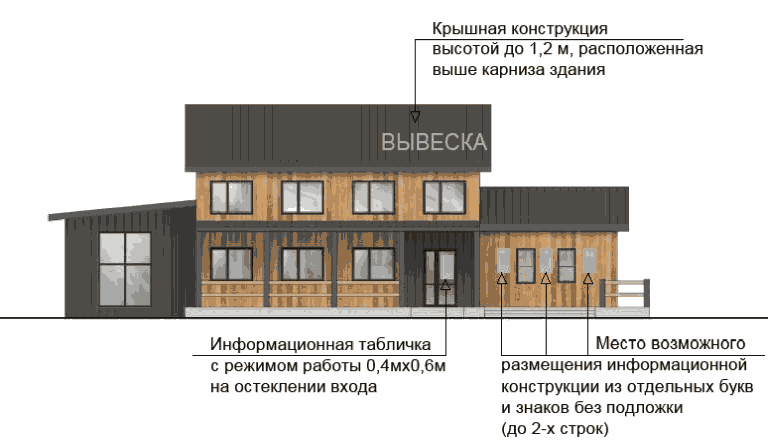 Крышная конструкция
высотой до 1,2 м, расположенная
выше карниза здания
ВЫВЕСКА
Информационная табличка
с режимом работы 0,4мх0,6м
на остеклении входа
Место возможного
размещения информационной
конструкции из отдельных букв
и знаков без подложки
(до 2-х строк)